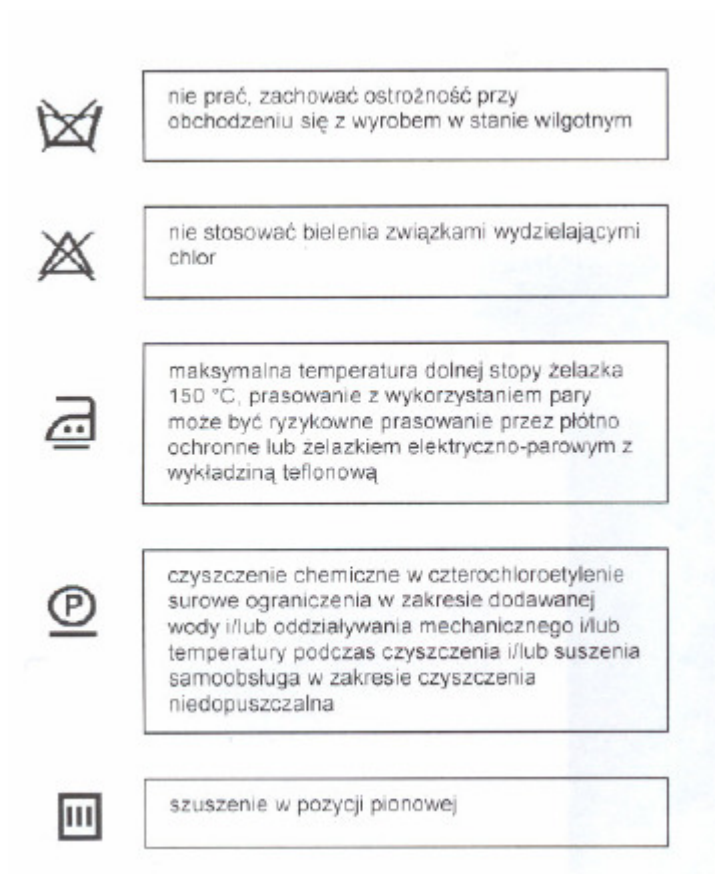 nie prać, zachować ostrożność przy
obchodzeniu się z wyrobem w stanie wilgotnym
nie stosować bielenia związkami wydzielającymi
chlor
maksymalna temperatura dolnej stopy żelazka
150 °C, prasowanie z wykorzystaniem pary
może być ryzykowne prasowanie przez płótno
ochronne lub żelazkiem elektryczno-parowym z
wykładziną teflonową
P
czyszczenie chemiczne w czterochloroetylenie
surowe ograniczenia w zakresie dodawanej
wody i/lub oddziaływania mechanicznego i/lub
temperatury podczas czyszczenia i/lub suszenia
samoobsługa w zakresie czyszczenia
niedopuszczalna
szuszenie w pozycji pionowej